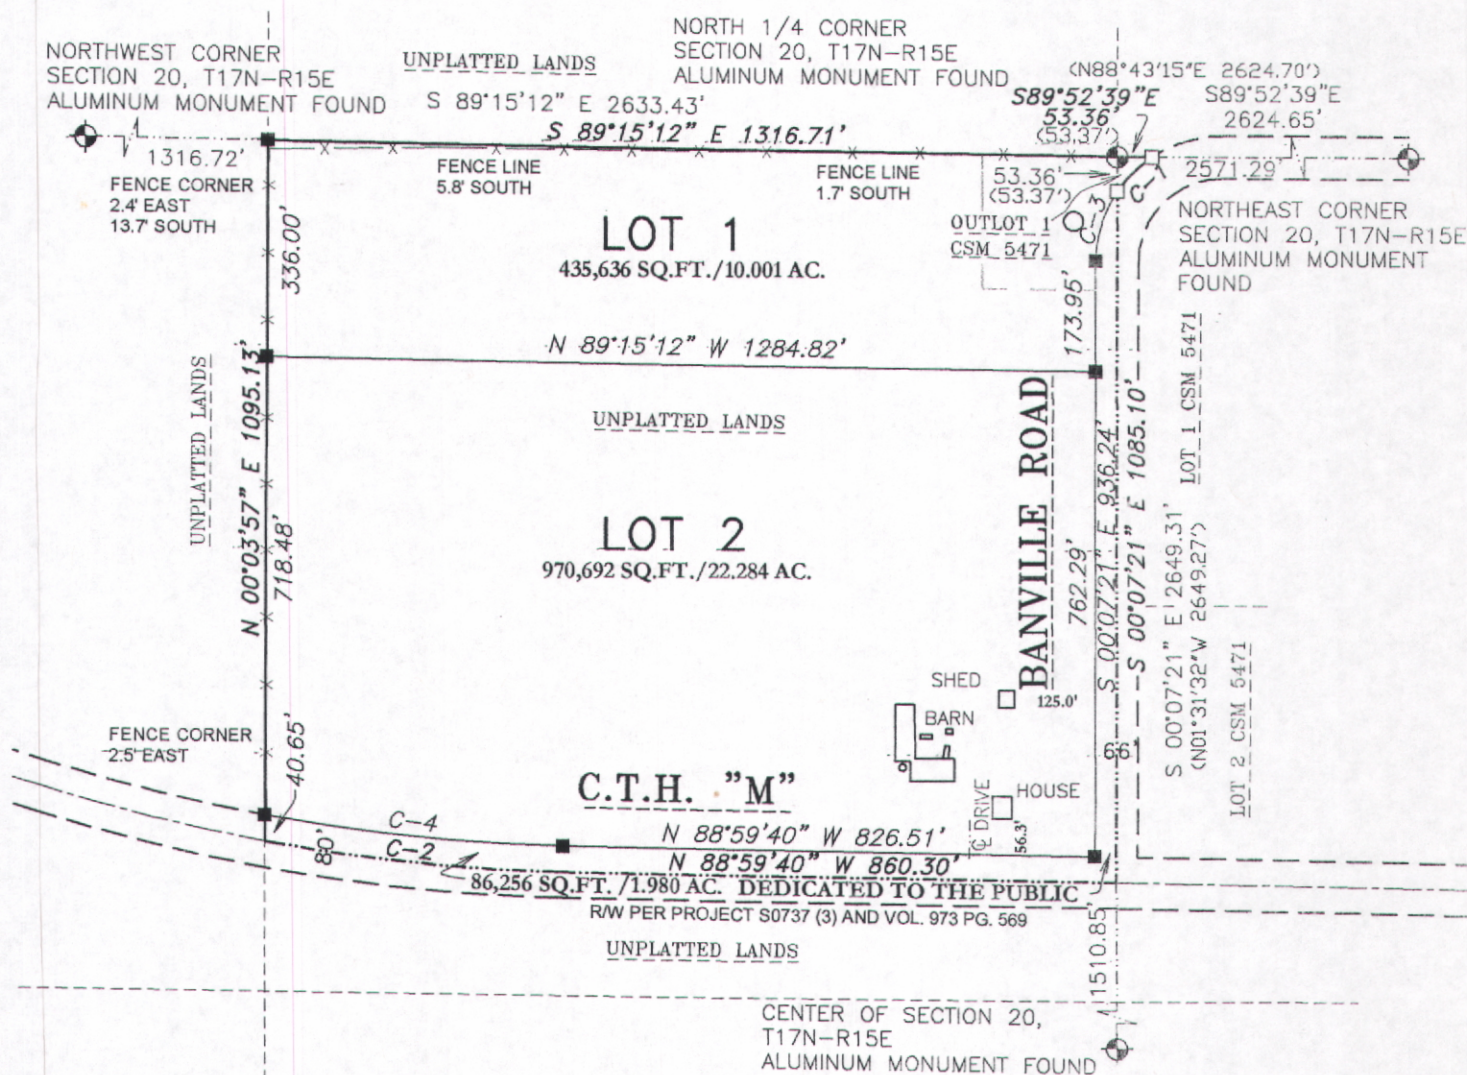 NORTHWEST CORNER
SECTION 20, T17N-R15E
ALUMINUM MONUMENT FOUND
UNPLATTED LANDS
NORTH 1/4 CORNER
SECTION 20, T17N-R15E
ALUMINUM MONUMENT FOUND
(N88°43'15"E 2624.70')
S89°52'39"E
2624.65'
S89°52'39"E
53.36'
(53.37')
S 89°15'12" E 2633.43'
S 89°15'12" E 1316.71'
1316.72'
FENCE CORNER
2.4' EAST
13.7' SOUTH
FENCE LINE
5.8' SOUTH
FENCE LINE
1.7' SOUTH
53.36'
(53.37')
2571.29'
OUTLOT 1
CSM 5471
C-3
NORTHEAST CORNER
SECTION 20, T17N-R15E
ALUMINUM MONUMENT
FOUND
336.00'
LOT 1
435,636 SQ.FT./10.001 AC.
173.95'
N 89°15'12" W 1284.82'
UNPLATTED LANDS
N 00°03'57" E 1095.13'
718.48'
UNPLATTED LANDS
LOT 2
970,692 SQ.FT./22.284 AC.
BANVILLE ROAD
762.29'
S 00°07'21" E 936.24'
S 00°07'21" E 1085.10'
LOT 1 CSM 5471
S 00°07'21" E 2649.31'
(N01°31'32"W 2649.27')
LOT 2 CSM 5471
SHED
125.0'
BARN
66'
FENCE CORNER
2.5' EAST
40.65'
C.T.H. "M"
DRIVE
HOUSE
56.3'
C-4
N 88°59'40" W 826.51'
80'
C-2
N 88°59'40" W 860.30'
86,256 SQ.FT./1.980 AC. DEDICATED TO THE PUBLIC
R/W PER PROJECT S0737 (3) AND VOL. 973 PG. 569
UNPLATTED LANDS
1510.85'
CENTER OF SECTION 20,
T17N-R15E
ALUMINUM MONUMENT FOUND